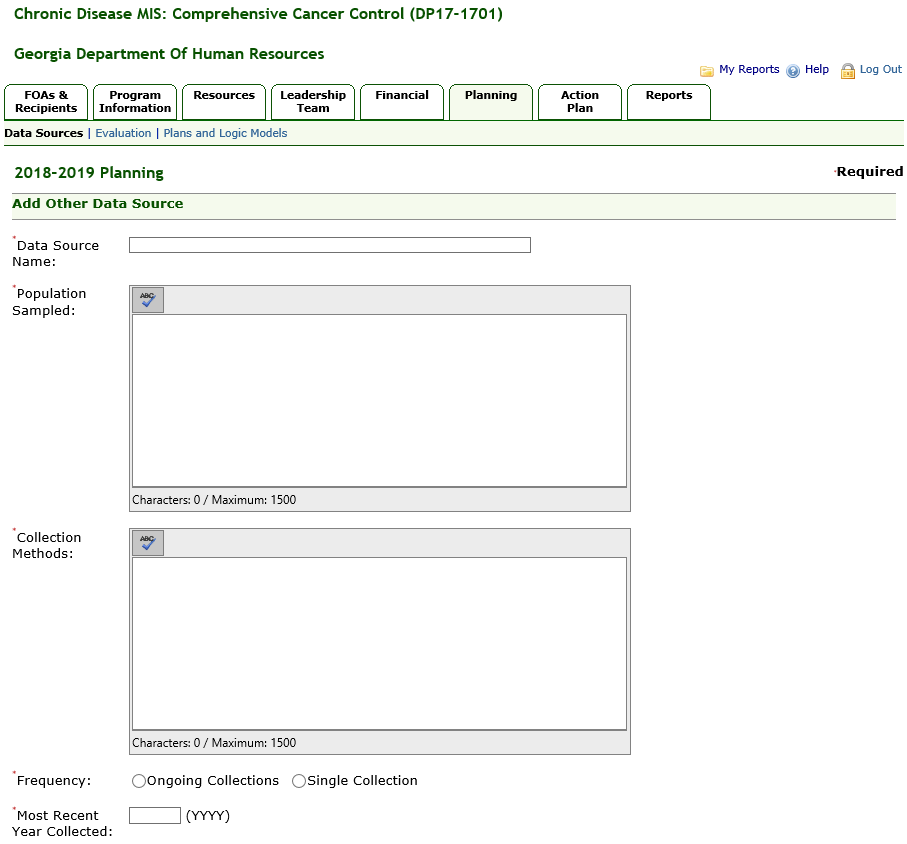 Chronic Disease MIS: Comprehensive Cancer Control (DP17-1701)
Georgia Department Of Human Resources
My Reports Help Log Out
FOAs & Recipients
Program Information
Resources
Leadership Team
Financial
Planning
Action Plan
Reports
Data Sources | Evaluation | Plans and Logic Models
2018-2019 Planning
*Required
Add Other Data Source
*Data Source
Name:
*Population
Sampled:
ABC
Characters: 0 / Maximum: 1500
*Collection
Methods:
ABC
Characters: 0 / Maximum: 1500
*Frequency: Ongoing Collections Single Collection
*Most Recent
Year Collected: (YYYY)